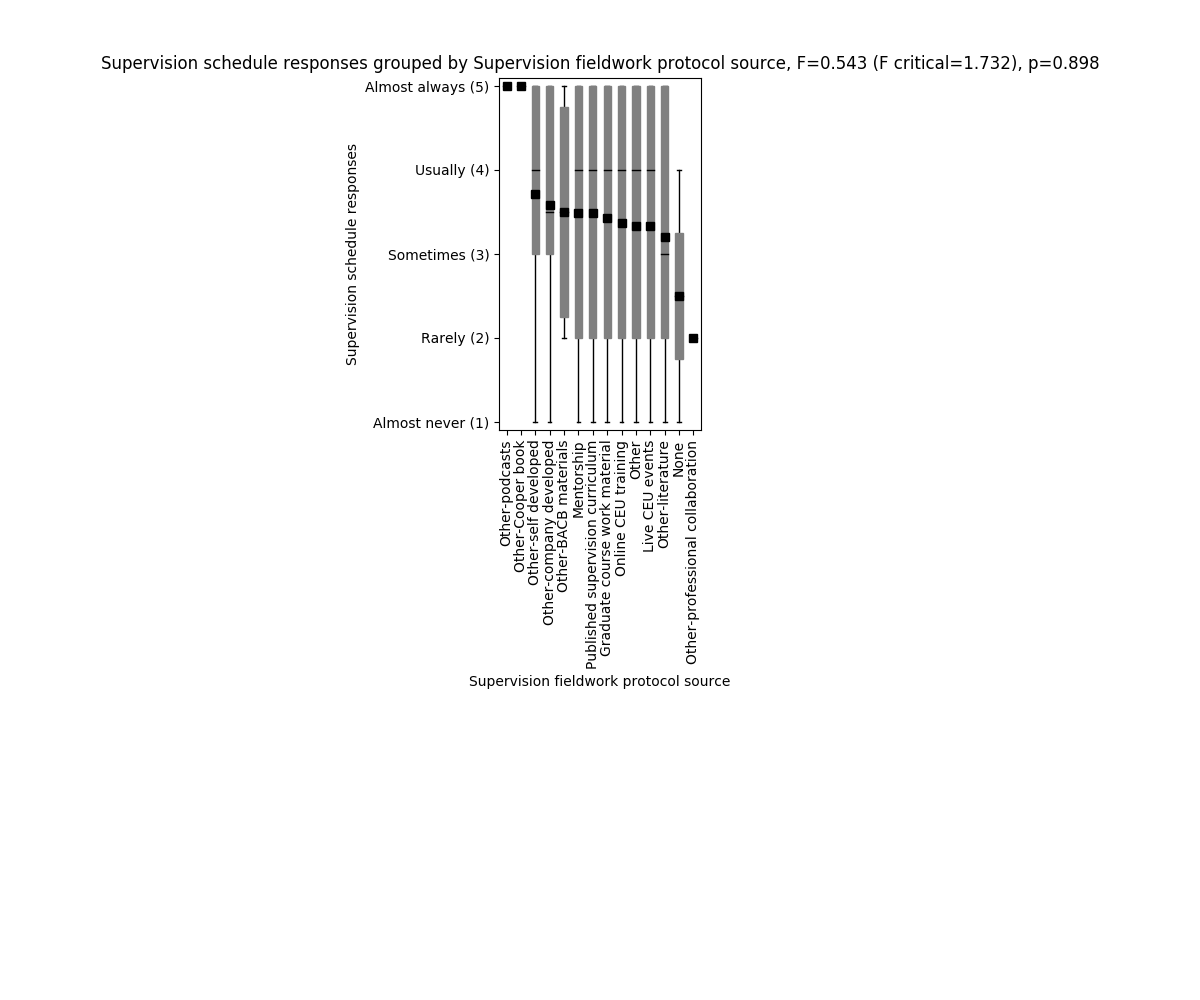 Supervision schedule responses grouped by Supervision fieldwork protocol source, F=0.543 (F critical=1.732), p=0.898
Supervision schedule responses
Almost always (5)
Usually (4)
Sometimes (3)
Rarely (2)
Almost never (1)
Other-podcasts
Other-Cooper book
Other-self developed
Other-company developed
Other-BACB materials
Mentorship
Published supervision curriculum
Graduate course work material
Online CEU training
Other
Live CEU events
Other-literature
None
Other-professional collaboration
Supervision fieldwork protocol source